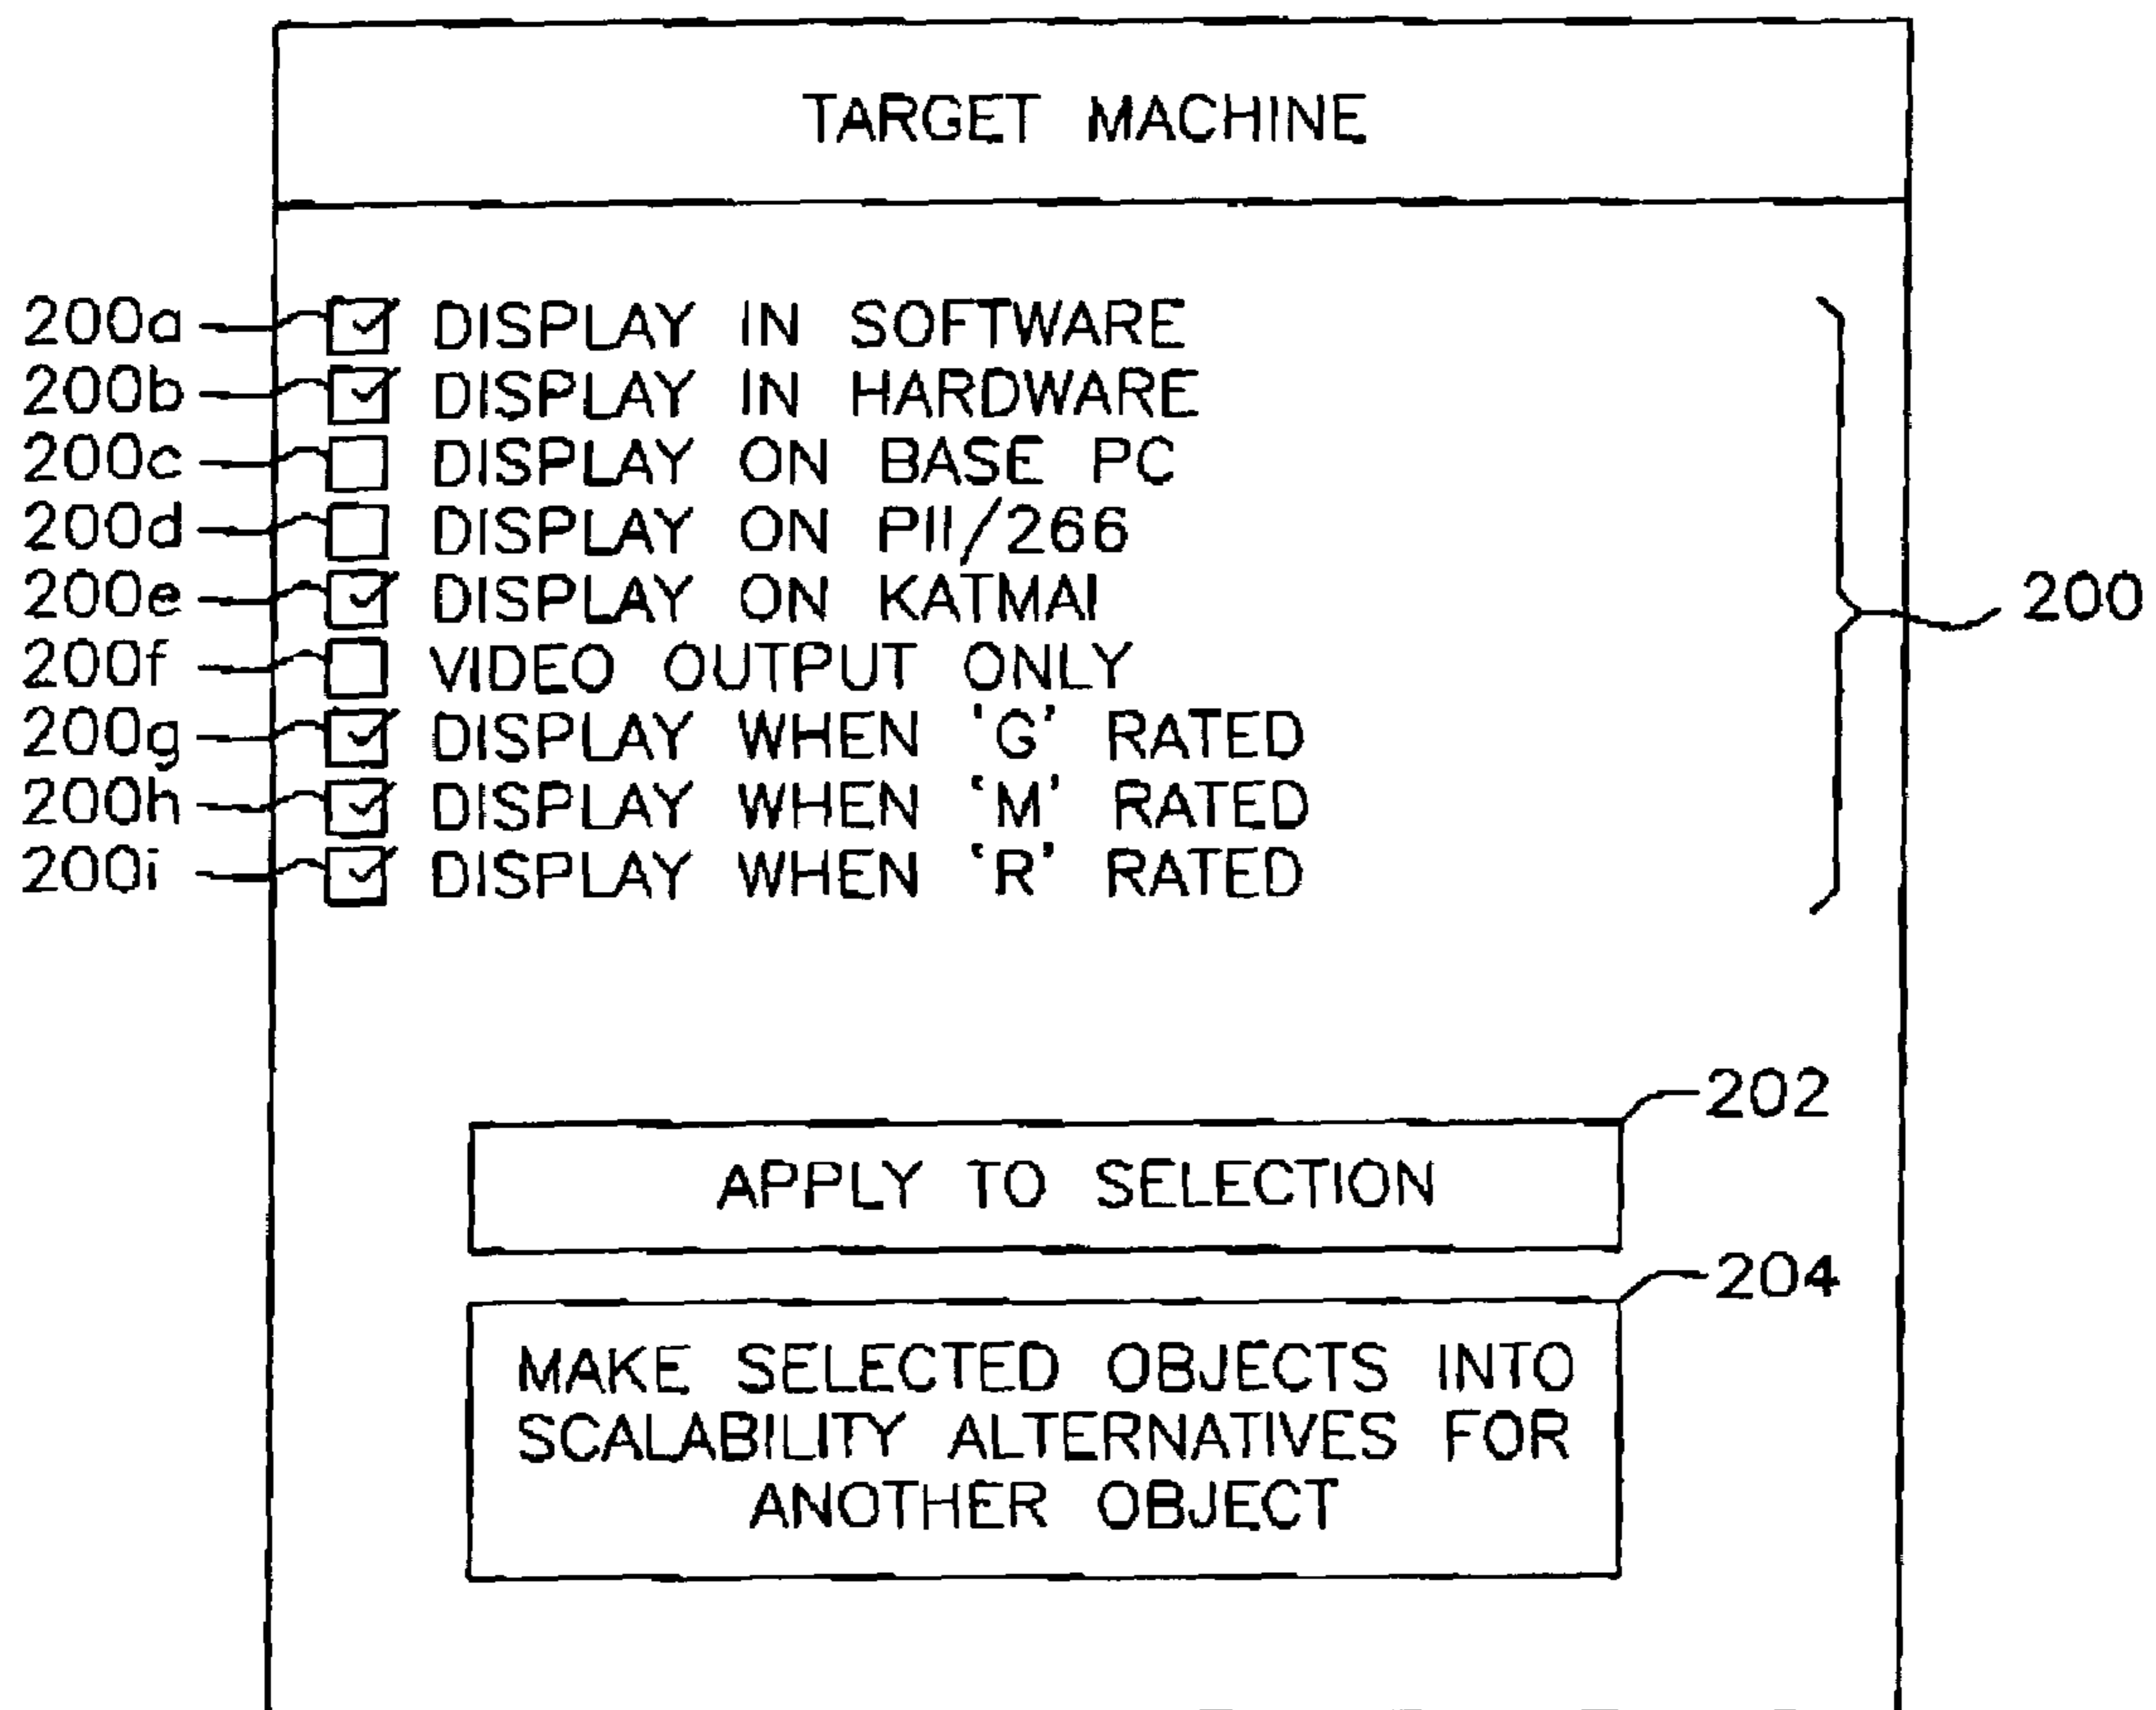 TARGET MACHINE
200a DISPLAY IN SOFTWARE
200b DISPLAY IN HARDWARE
200c DISPLAY ON BASE PC
200d DISPLAY ON PII/266
200e DISPLAY ON KATMAI
200f VIDEO OUTPUT ONLY
200g DISPLAY WHEN 'G' RATED
200h DISPLAY WHEN 'M' RATED
200i DISPLAY WHEN 'R' RATED
200
202
APPLY TO SELECTION
204
MAKE SELECTED OBJECTS INTO
SCALABILITY ALTERNATIVES FOR
ANOTHER OBJECT